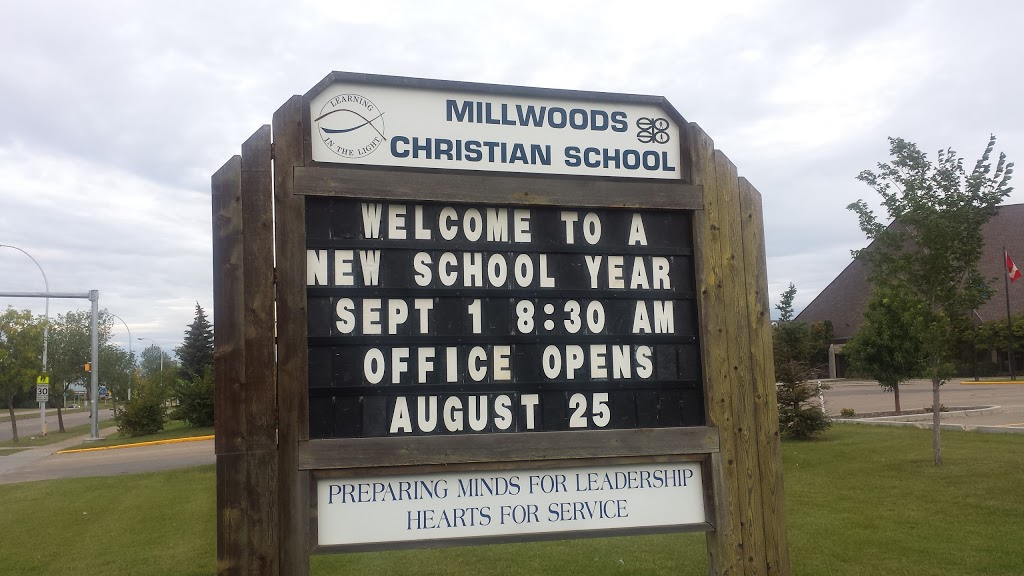 LEARNING
IN THE LIGHT
MILLWOODS
CHRISTIAN SCHOOL
WELCOME TO A
NEW SCHOOL YEAR
SEPT 1 8:30 AM
OFFICE OPENS
AUGUST 25
PREPARING MINDS FOR LEADERSHIP
HEARTS FOR SERVICE
30